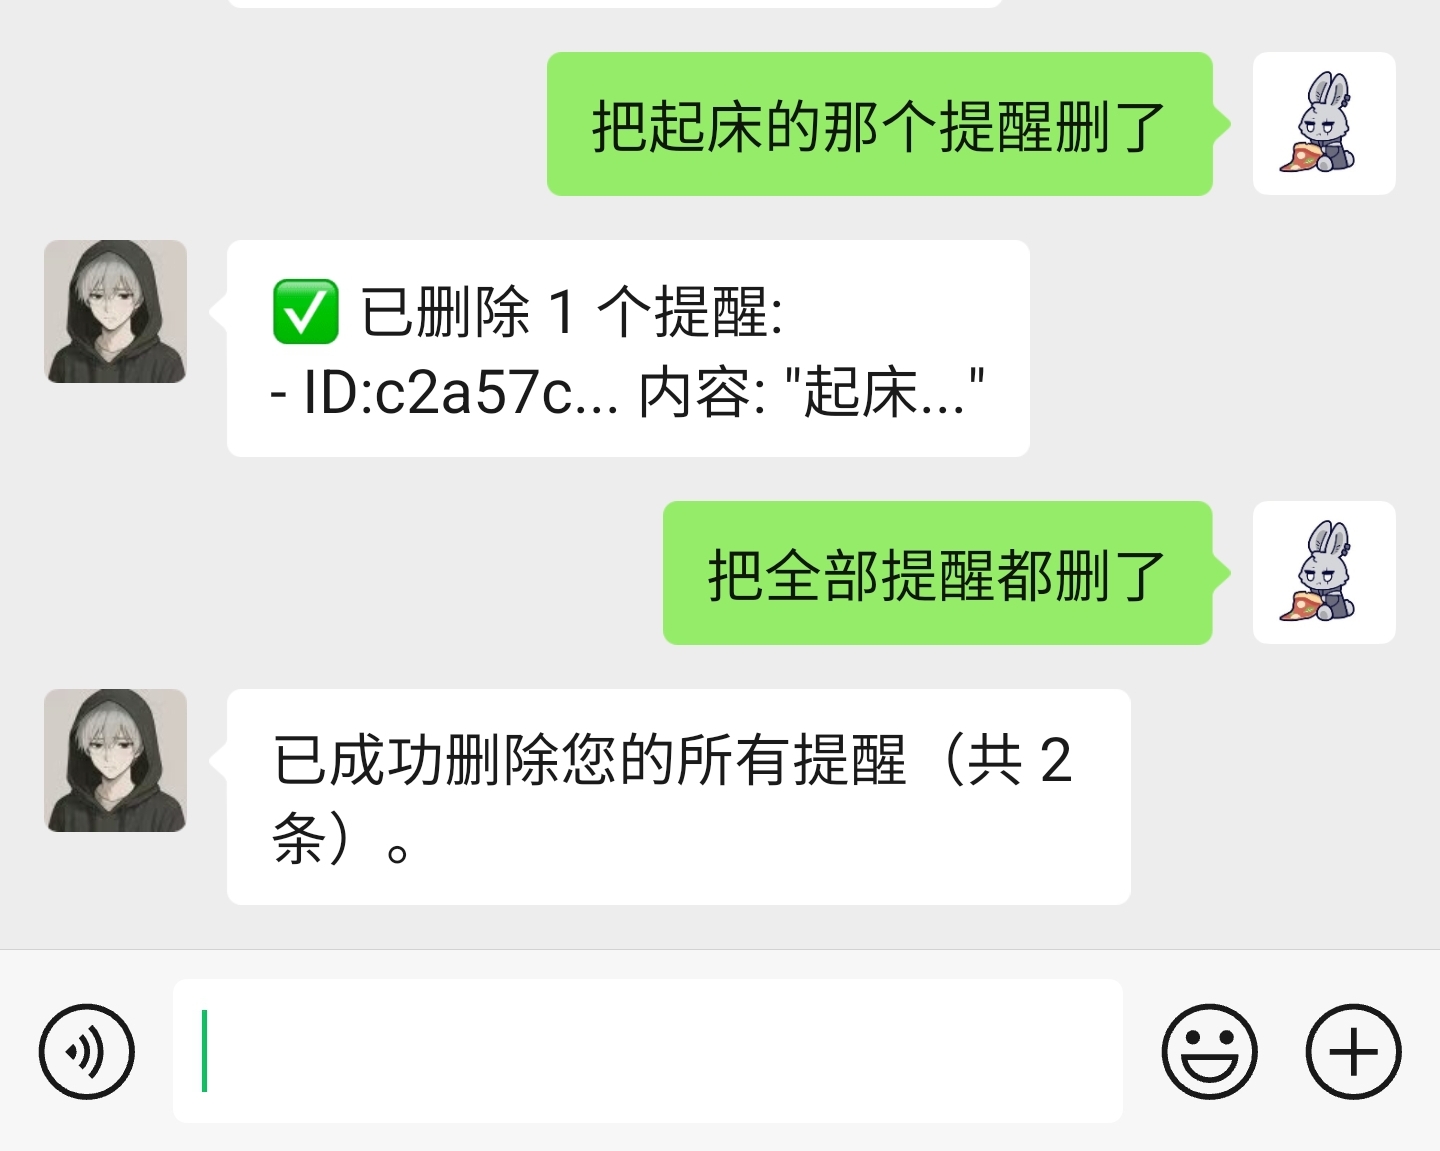 把起床的那个提醒删了
✅ 已删除 1 个提醒:
- ID:c2a57c... 内容: "起床..."
把全部提醒都删了
已成功删除您的所有提醒（共 2
条）。